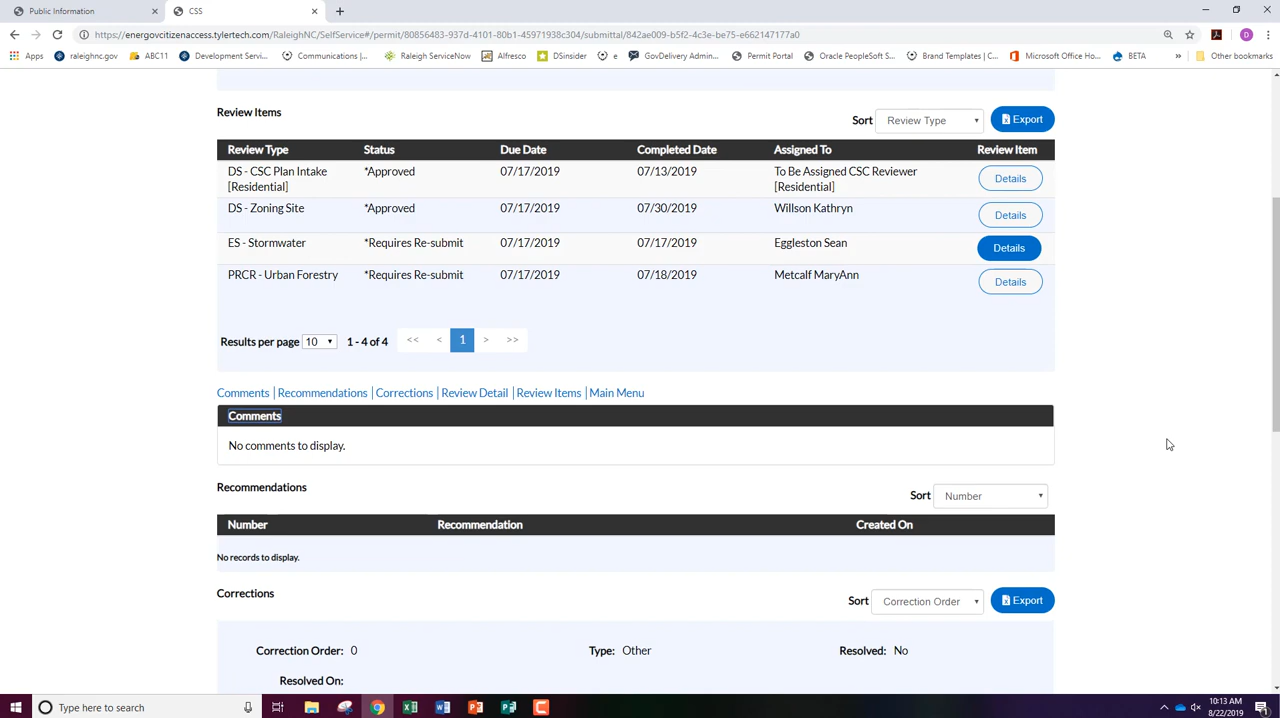 Public Information
CSS
https://energovcitizenaccess.tylertech.com/RaleighNC/SelfService#/permit/80856483-937d-4101-80b1-45971938c304/submittal/842ae009-b5f2-4c3e-be75-e662147177a0
D
Apps raleighnc.gov ABC11 Development Servi... Communications |... Raleigh ServiceNow Alfresco DSinsider e GovDelivery Admin... Permit Portal Oracle PeopleSoft S... Brand Templates | C... Microsoft Office Ho... BETA » Other bookmarks
Review Items
Sort Review Type Export
Review Type Status Due Date Completed Date Assigned To Review Item
DS - CSC Plan Intake *Approved 07/17/2019 07/13/2019 To Be Assigned CSC Reviewer Details
[Residential] [Residential]
DS - Zoning Site *Approved 07/17/2019 07/30/2019 Willson Kathryn Details
ES - Stormwater *Requires Re-submit 07/17/2019 07/17/2019 Eggleston Sean Details
PRCR - Urban Forestry *Requires Re-submit 07/17/2019 07/18/2019 Metcalf MaryAnn Details
Results per page 10 1 - 4 of 4 << < 1 > >>
Comments | Recommendations | Corrections | Review Detail | Review Items | Main Menu
Comments
No comments to display.
Recommendations
Sort Number
Number Recommendation Created On
No records to display.
Corrections
Sort Correction Order Export
Correction Order: 0 Type: Other Resolved: No
Resolved On:
Type here to search
10:13 AM
8/22/2019